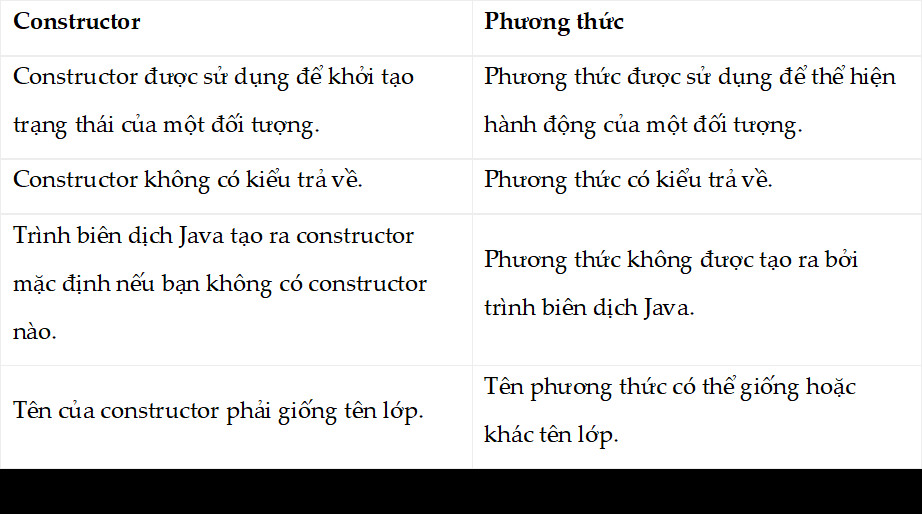 Constructor
Phương thức
Constructor được sử dụng để khởi tạo
trạng thái của một đối tượng.
Phương thức được sử dụng để thể hiện
hành động của một đối tượng.
Constructor không có kiểu trả về.
Phương thức có kiểu trả về.
Trình biên dịch Java tạo ra constructor
mặc định nếu bạn không có constructor
nào.
Phương thức không được tạo ra bởi
trình biên dịch Java.
Tên của constructor phải giống tên lớp.
Tên phương thức có thể giống hoặc
khác tên lớp.